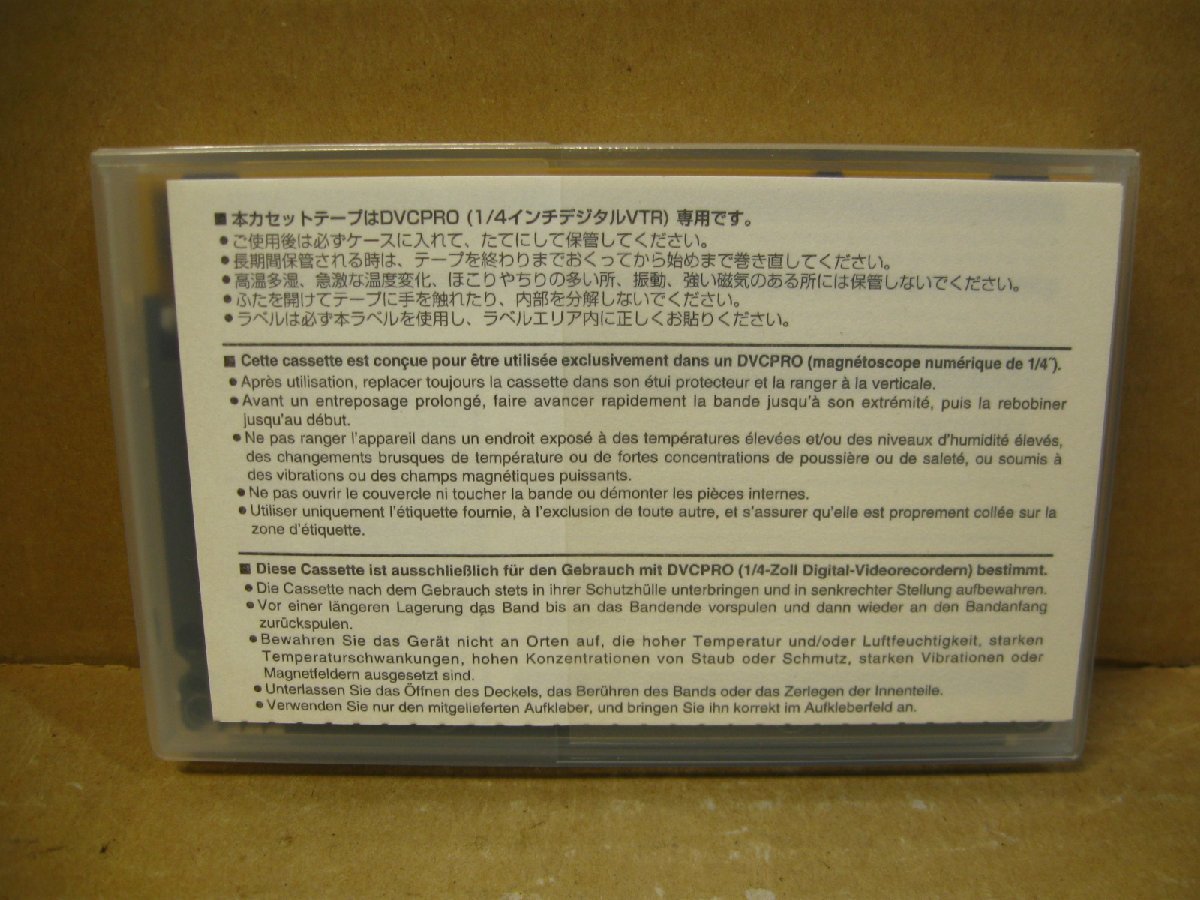 ■ 本カセットテープはDVCPRO (1/4インチデジタルVTR) 専用です。
● ご使用後は必ずケースに入れて、たてにして保管してください。
● 長期間保管される時は、テープを終わりまでおくってから始めまで巻き直してください。
● 高温多湿、急激な温度変化、ほこりやちりの多い所、振動、強い磁気のある所には保管しないでください。
● ふたを開けてテープに手を触れたり、内部を分解しないでください。
● ラベルは必ず本ラベルを使用し、ラベルエリア内に正しくお貼りください。
■ Cette cassette est conçue pour être utilisée exclusivement dans un DVCPRO (magnétoscope numérique de 1/4˝).
● Après utilisation, replacer toujours la cassette dans son étui protecteur et la ranger à la verticale.
● Avant un entreposage prolongé, faire avancer rapidement la bande jusqu'à son extrémité, puis la rebobiner
jusqu'au début.
● Ne pas ranger l'appareil dans un endroit exposé à des températures élevées et/ou des niveaux d'humidité élevés,
des changements brusques de température ou de fortes concentrations de poussière ou de saleté, ou soumis à
des vibrations ou des champs magnétiques puissants.
● Ne pas ouvrir le couvercle ni toucher la bande ou démonter les pièces internes.
● Utiliser uniquement l'étiquette fournie, à l'exclusion de toute autre, et s'assurer qu'elle est proprement collée sur la
zone d'étiquette.
■ Diese Cassette ist ausschließlich für den Gebrauch mit DVCPRO (1/4-Zoll Digital-Videorecordern) bestimmt.
● Die Cassette nach dem Gebrauch stets in ihrer Schutzhülle unterbringen und in senkrechter Stellung aufbewahren.
● Vor einer längeren Lagerung das Band bis an das Bandende vorspulen und dann wieder an den Bandanfang
zurückspulen.
● Bewahren Sie das Gerät nicht an Orten auf, die hoher Temperatur und/oder Luftfeuchtigkeit, starken
Temperaturschwankungen, hohen Konzentrationen von Staub oder Schmutz, starken Vibrationen oder
Magnetfeldern ausgesetzt sind.
● Unterlassen Sie das Öffnen des Deckels, das Berühren des Bands oder das Zerlegen der Innenteile.
● Verwenden Sie nur den mitgelieferten Aufkleber, und bringen Sie ihn korrekt im Aufkleberfeld an.